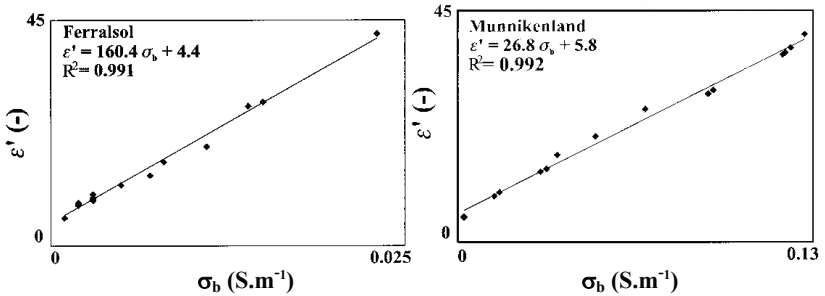 45
Ferralsol
ε' = 160.4 σb + 4.4
R²= 0.991
ε' (-)
0
0
0.025
σb (S.m⁻¹)
45
Munnikenland
ε' = 26.8 σb + 5.8
R²= 0.992
ε' (-)
0
0
0.13
σb (S.m⁻¹)